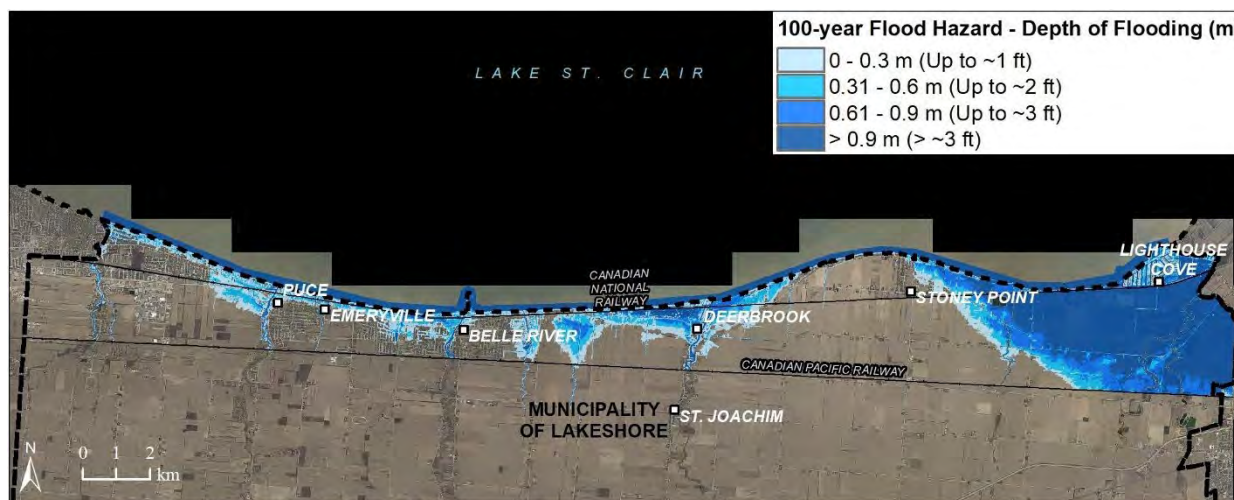 100-year Flood Hazard - Depth of Flooding (m
0 - 0.3 m (Up to ~1 ft)
0.31 - 0.6 m (Up to ~2 ft)
0.61 - 0.9 m (Up to ~3 ft)
> 0.9 m (> ~3 ft)
LAKE ST. CLAIR
LIGHTHOUSE
COVE
CANADIAN
NATIONAL
RAILWAY
PUCE
EMERYVILLE
BELLE RIVER
DEERBROOK
STONEY POINT
CANADIAN PACIFIC RAILWAY
MUNICIPALITY
OF LAKESHORE
ST. JOACHIM
N
0 1 2
km